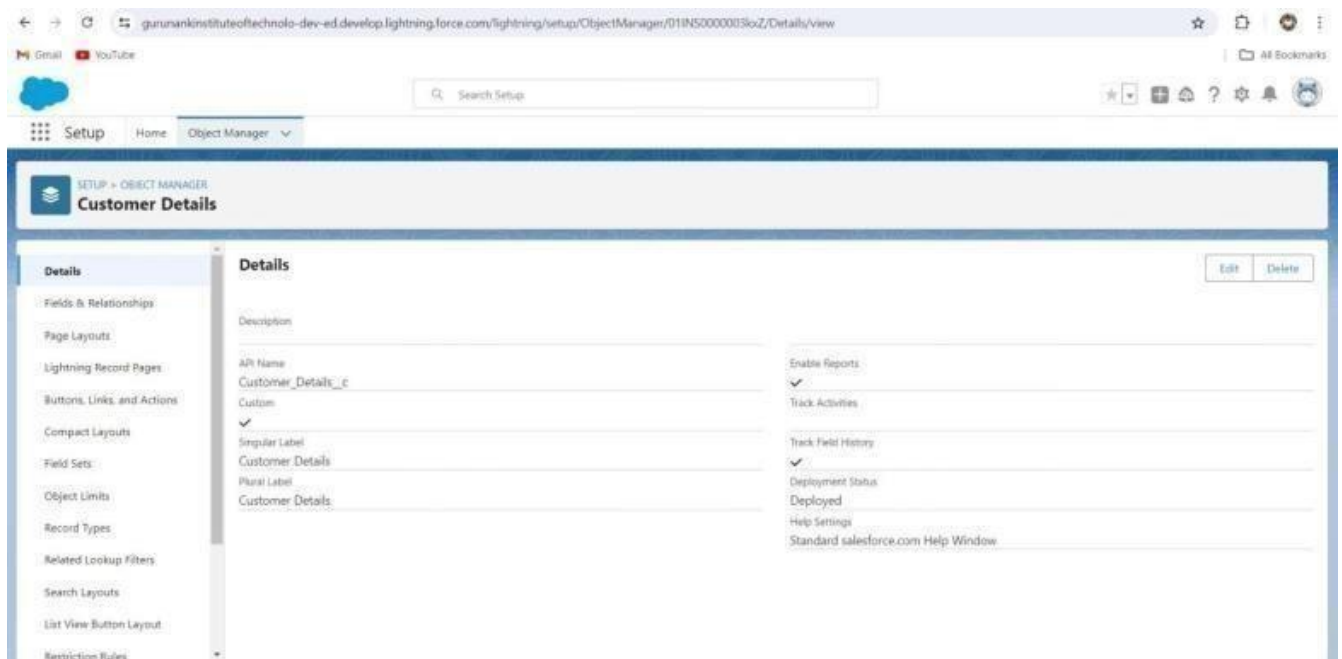 gurunankinstituteoftechnolo-dev-ed.develop.lightning.force.com/lightning/setup/ObjectManager/
Gmail YouTube All Bookmarks
Search Setup
Setup Home Object Manager
SETUP > OBJECT MANAGER
Customer Details
Details
Fields & Relationships
Page Layouts
Lightning Record Pages
Buttons, Links, and Actions
Compact Layouts
Field Sets
Object Limits
Record Types
Related Lookup Filters
Search Layouts
List View Button Layout
Restriction Rules
Details
Edit Delete
Description
API Name
Customer_Details__c
Custom
Singular Label
Customer Details
Plural Label
Customer Details
Enable Reports
Track Activities
Track Field History
Deployment Status
Deployed
Help Settings
Standard salesforce.com Help Window